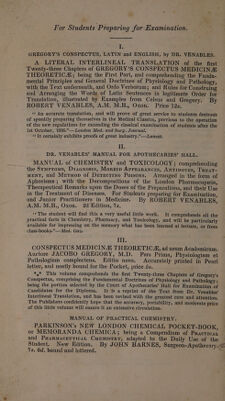 For Students Preparing for Examination.
I.
GREGORY'S CONSPECTUS, LATIN and ENGLISH, by DR. VENABLES.
A LITERAL INTERLINEAL TRANSLATION of the first
Twenty-three Chapters of GREGORY'S CONSPECTUS MEDICINÆ
THEORETICÆ; being the First Part, and comprehending the Funda-
mental Principles and General Doctrines of Physiology and Pathology,
with the Text underneath, and Ordo Verborum; and Rules for Construing
and Arranging the Words of Latin Sentences in legitimate Order for
Translation, illustrated by Examples from Celsus and Gregory. By
ROBERT VENABLES, A.M. M.B., Oxon. Price 12s.
"An accurate translation, and will prove of great service to students desirous
of speedily preparing themselves in the Medical Classics, previous to the operation
of the new regulations for extending the classical examination of students after the
1st October, 1826."—London Med. and Surg. Journal.
"It certainly exhibits proofs of great industry."—Lancet.
II.
DR. VENABLES' MANUAL FOR APOTHECARIES' HALL.
MANUAL of CHEMISTRY and TOXICOLOGY; comprehending
the SYMPTOMS, DIAGNOSIS, MORBID APPEARANCES, ANTIDOTES, TREAT-
MENT, and METHODS of DETECTING POISONS. Arranged in the form of
Aphorisms; with the Decompositions of the London Pharmacopœia,
Therapeutical Remarks upon the Doses of the Preparations, and their Use
in the Treatment of Diseases. For Students preparing for Examination,
and Junior Practitioners in Medicine. By ROBERT VENABLES,
A.M. M.B., Oxon. 2d Edition, 7s.
"The student will find this a very useful little work. It comprehends all the
practical facts in Chemistry, Pharmacy, and Toxicology, and will be particularly
available for impressing on the memory what has been learned at lecture, or from
class-books."—Med. Gaz.
III.
CONSPECTUS MEDICINÆ THEORETICÆ, ad usum Academicum.
Auctore JACOBO GREGORY, M.D. Pars Prima, Physiologicam et
Pathologicam complectens. Editio nova. Accurately printed in Pearl
letter, and neatly bound for the Pocket, price 4s.
*** This volume comprehends the first Twenty-three Chapters of Gregory's
Conspectus, comprising the Fundamental Doctrines of Physiology and Pathology,
being the portion selected by the Court of Apothecaries' Hall for Examination of
Candidates for the Diploma. It is a reprint of the Text from Dr. Venables'
Interlineal Translation, and has been revised with the greatest care and attention.
The Publishers confidently hope that the accuracy, portability, and moderate price
of this little volume will ensure it an extensive circulation.
MANUAL OF PRACTICAL CHEMISTRY.
PARKINSON'S NEW LONDON CHEMICAL POCKET-BOOK,
or MEMORANDA CHEMICA; being a Compendium of PRACTICAL
and PHARMACEUTICAL CHEMISTRY, adapted to the Daily Use of the
Student. New Edition. By JOHN BARNES, Surgeon-Apothecary.
7s. 6d. bound and lettered.